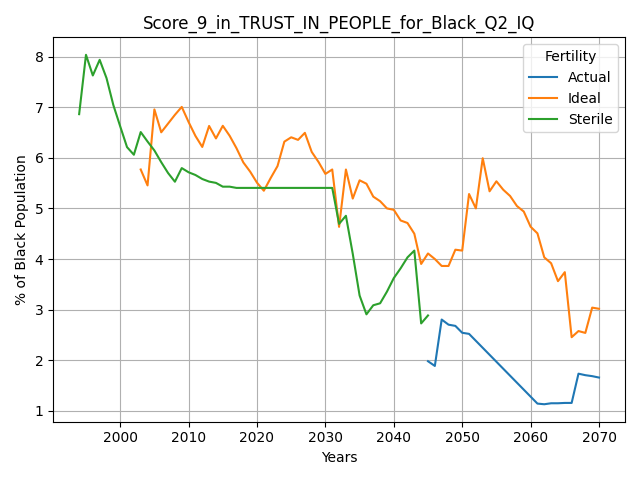 Score_9_in_TRUST_IN_PEOPLE_for_Black_Q2_IQ
Fertility
Actual
Ideal
Sterile
% of Black Population
8
7
6
5
4
3
2
1
2000 2010 2020 2030 2040 2050 2060 2070
Years